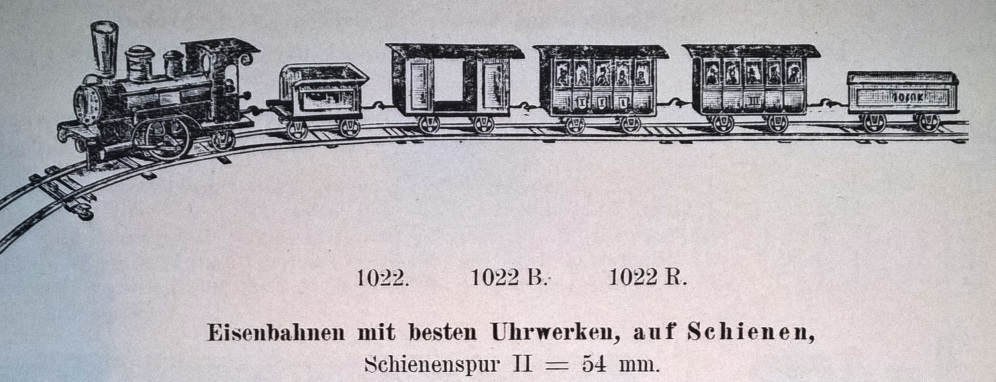 1022. 1022 B. 1022 R.
Eisenbahnen mit besten Uhrwerken, auf Schienen,
Schienenspur II = 54 mm.